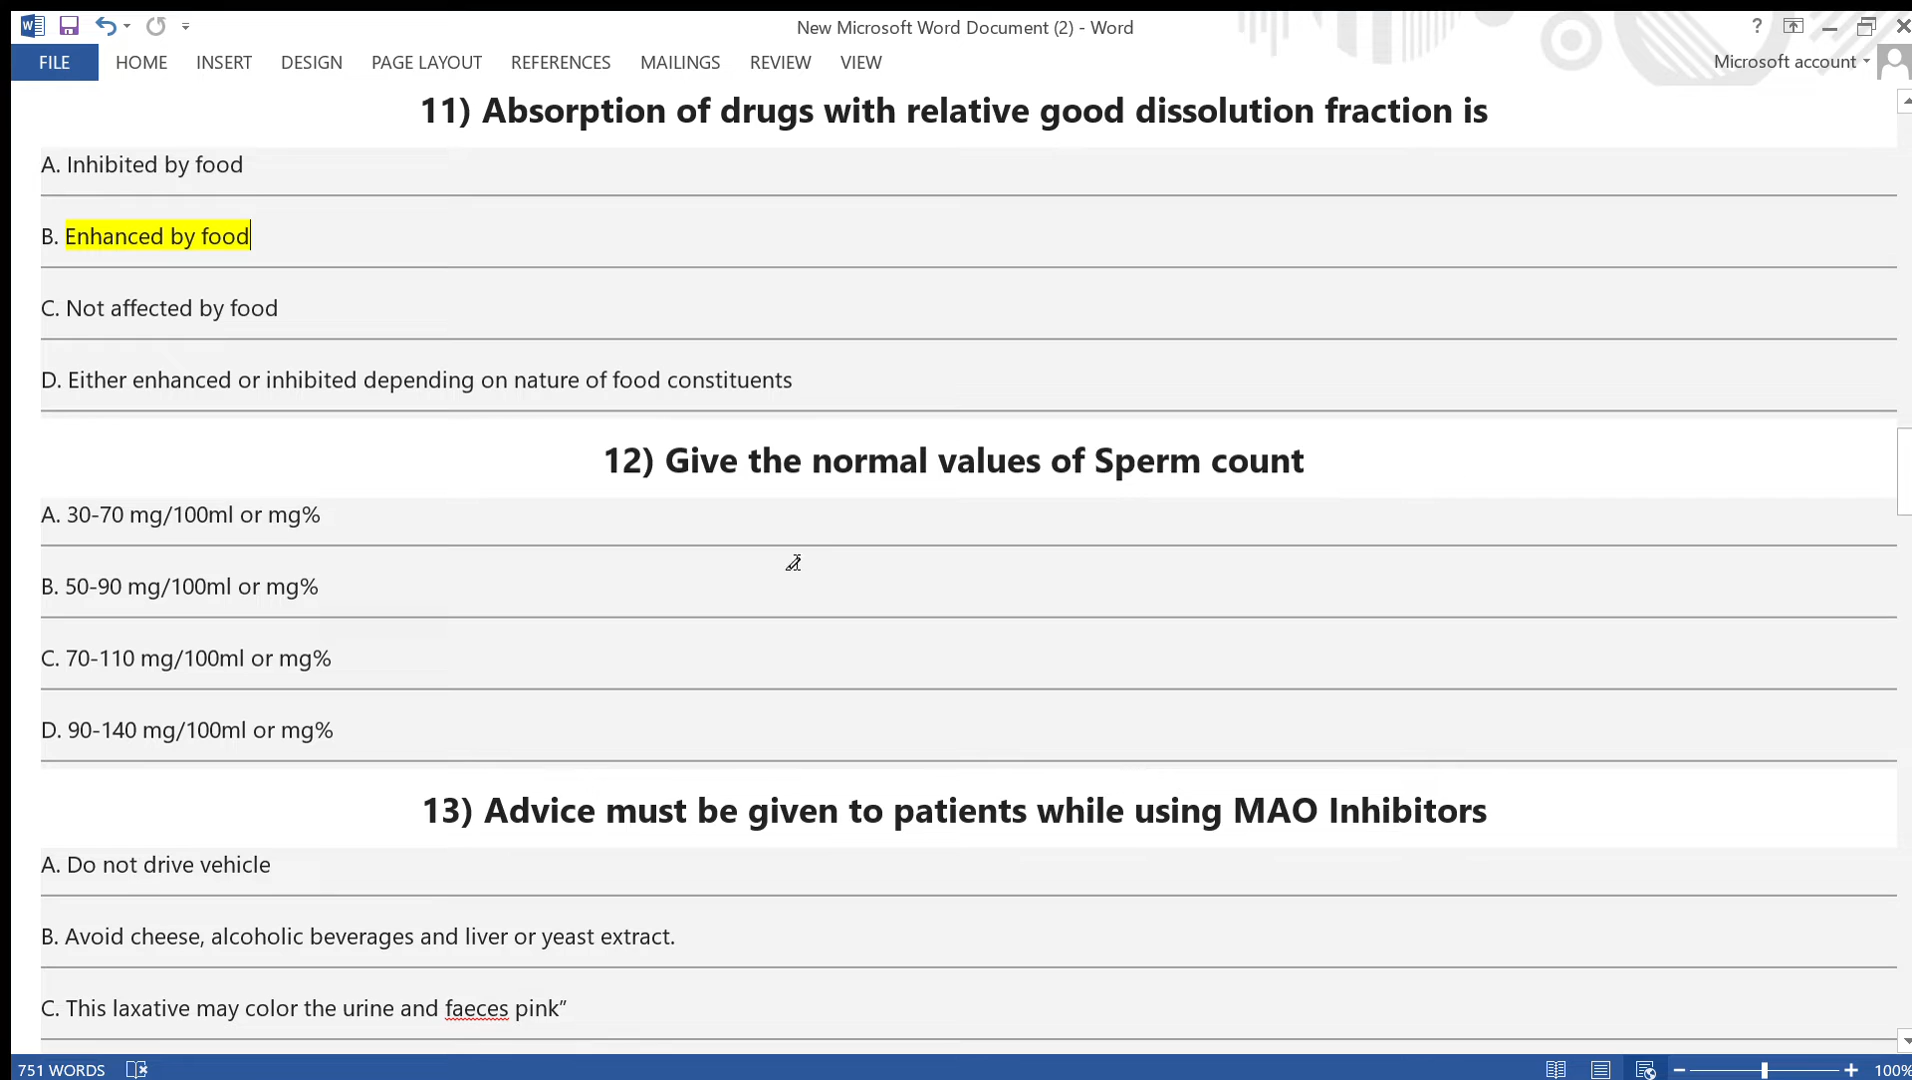 New Microsoft Word Document (2) - Word
?
FILE HOME INSERT DESIGN PAGE LAYOUT REFERENCES MAILINGS REVIEW VIEW Microsoft account
11) Absorption of drugs with relative good dissolution fraction is
A. Inhibited by food
B. Enhanced by food
C. Not affected by food
D. Either enhanced or inhibited depending on nature of food constituents
12) Give the normal values of Sperm count
A. 30-70 mg/100ml or mg%
B. 50-90 mg/100ml or mg%
C. 70-110 mg/100ml or mg%
D. 90-140 mg/100ml or mg%
13) Advice must be given to patients while using MAO Inhibitors
A. Do not drive vehicle
B. Avoid cheese, alcoholic beverages and liver or yeast extract.
C. This laxative may color the urine and faeces pink”
751 WORDS 100%